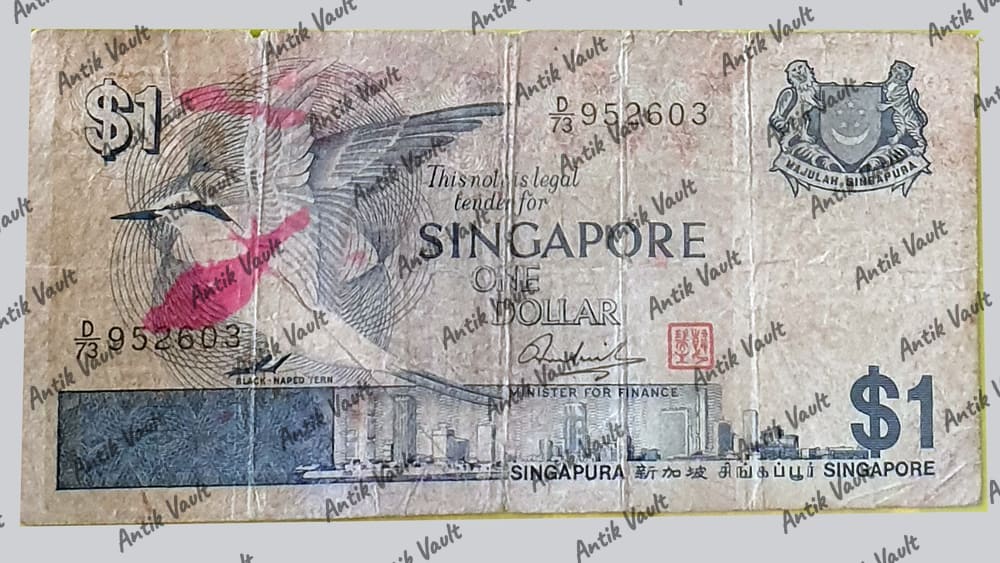 $1
D/73 952603
This note is legal
tender for
SINGAPORE
ONE
DOLLAR
MAJULAH SINGAPURA
D/73 952603
BLACK-NAPED TERN
MINISTER FOR FINANCE
$1
SINGAPURA 新加坡 சிங்கப்பூர் SINGAPORE
Antik Vault